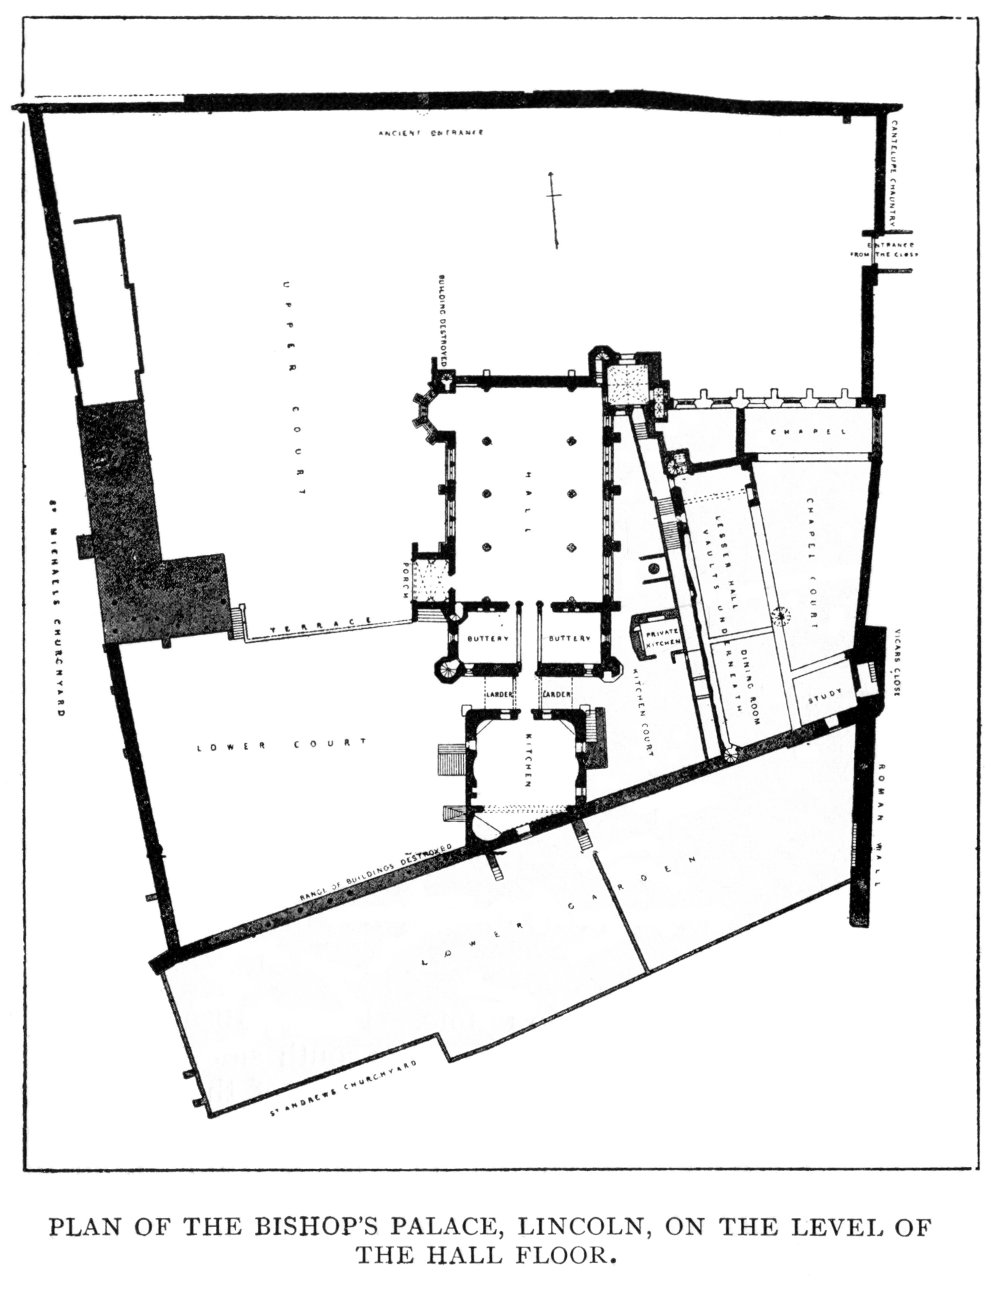 ANCIENT ENTRANCE
CANTELUPE CHAUNTRY
ENTRANCE
FROM THE CLOSE
BUILDING DESTROYED
UPPER COURT
CHAPEL
HALL
CHAPEL COURT
LESSER HALL
VAULTS UNDERNEATH
ST MICHAELS CHURCHYARD
PORCH
TERRACE
BUTTERY
BUTTERY
PRIVATE
KITCHEN
DINING ROOM
STUDY
VICARS CLOSE
LARDER
LARDER
KITCHEN COURT
LOWER COURT
KITCHEN
ROMAN WALL
RANGE OF BUILDINGS DESTROYED
LOWER GARDEN
ST ANDREWS CHURCHYARD
PLAN OF THE BISHOP'S PALACE, LINCOLN, ON THE LEVEL OF
THE HALL FLOOR.